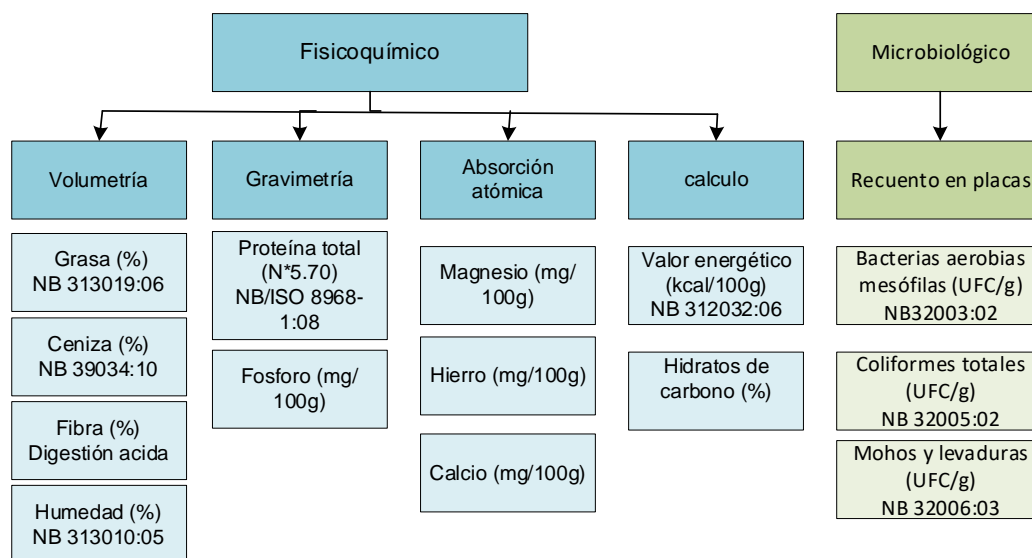 Fisicoquímico
Microbiológico
Volumetría
Gravimetría
Absorción
atómica
calculo
Recuento en placas
Grasa (%)
NB 313019:06
Ceniza (%)
NB 39034:10
Fibra (%)
Digestión acida
Humedad (%)
NB 313010:05
Proteína total
(N*5.70)
NB/ISO 8968-
1:08
Fosforo (mg/
100g)
Magnesio (mg/
100g)
Hierro (mg/100g)
Calcio (mg/100g)
Valor energético
(kcal/100g)
NB 312032:06
Hidratos de
carbono (%)
Bacterias aerobias
mesófilas (UFC/g)
NB32003:02
Coliformes totales
(UFC/g)
NB 32005:02
Mohos y levaduras
(UFC/g)
NB 32006:03